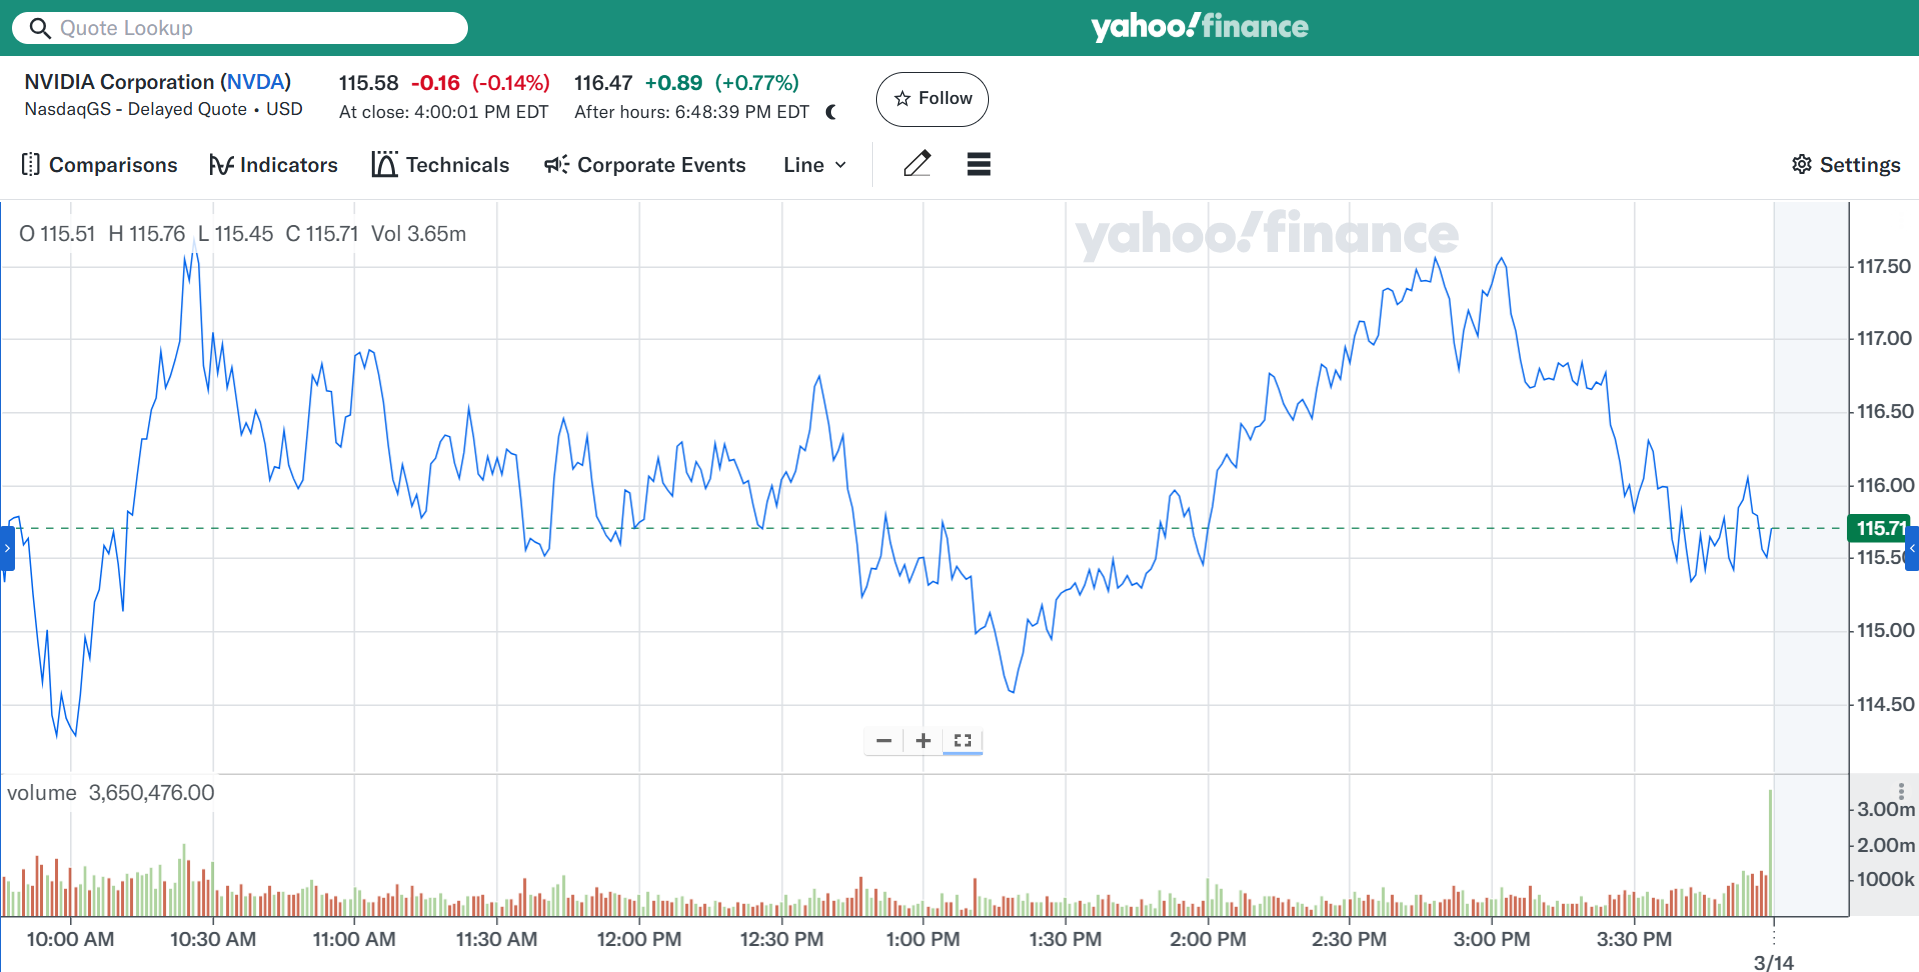 Quote Lookup
yahoo!finance
NVIDIA Corporation (NVDA)
NasdaqGS - Delayed Quote • USD
115.58 -0.16 (-0.14%)
At close: 4:00:01 PM EDT
116.47 +0.89 (+0.77%)
After hours: 6:48:39 PM EDT
Follow
Comparisons Indicators Technicals Corporate Events Line Settings
O 115.51 H 115.76 L 115.45 C 115.71 Vol 3.65m
yahoo!finance
117.50
117.00
116.50
116.00
115.71
115.50
115.00
114.50
volume 3,650,476.00
3.00m
2.00m
1000k
10:00 AM 10:30 AM 11:00 AM 11:30 AM 12:00 PM 12:30 PM 1:00 PM 1:30 PM 2:00 PM 2:30 PM 3:00 PM 3:30 PM
3/14